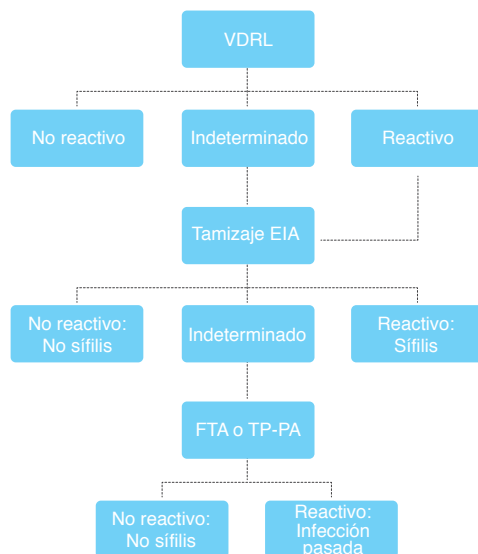 VDRL
No reactivo
Indeterminado
Reactivo
Tamizaje EIA
No reactivo:
No sífilis
Indeterminado
Reactivo:
Sífilis
FTA o TP-PA
No reactivo:
No sífilis
Reactivo:
Infección
pasada